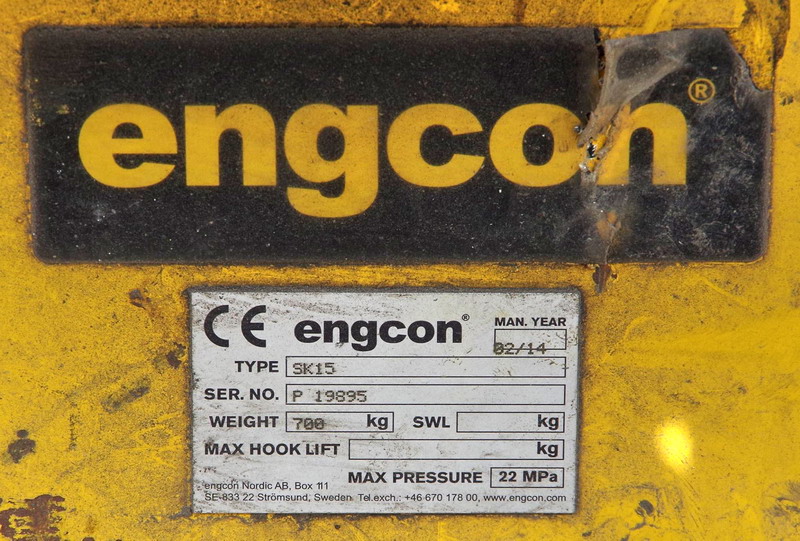 engcon®
CE engcon® MAN. YEAR
02/14
TYPE SK15
SER. NO. P 19895
WEIGHT 700 kg SWL kg
MAX HOOK LIFT kg
MAX PRESSURE 22 MPa
engcon Nordic AB, Box 111
SE-833 22 Strömsund, Sweden. Tel.exch.: +46 670 178 00, www.engcon.com